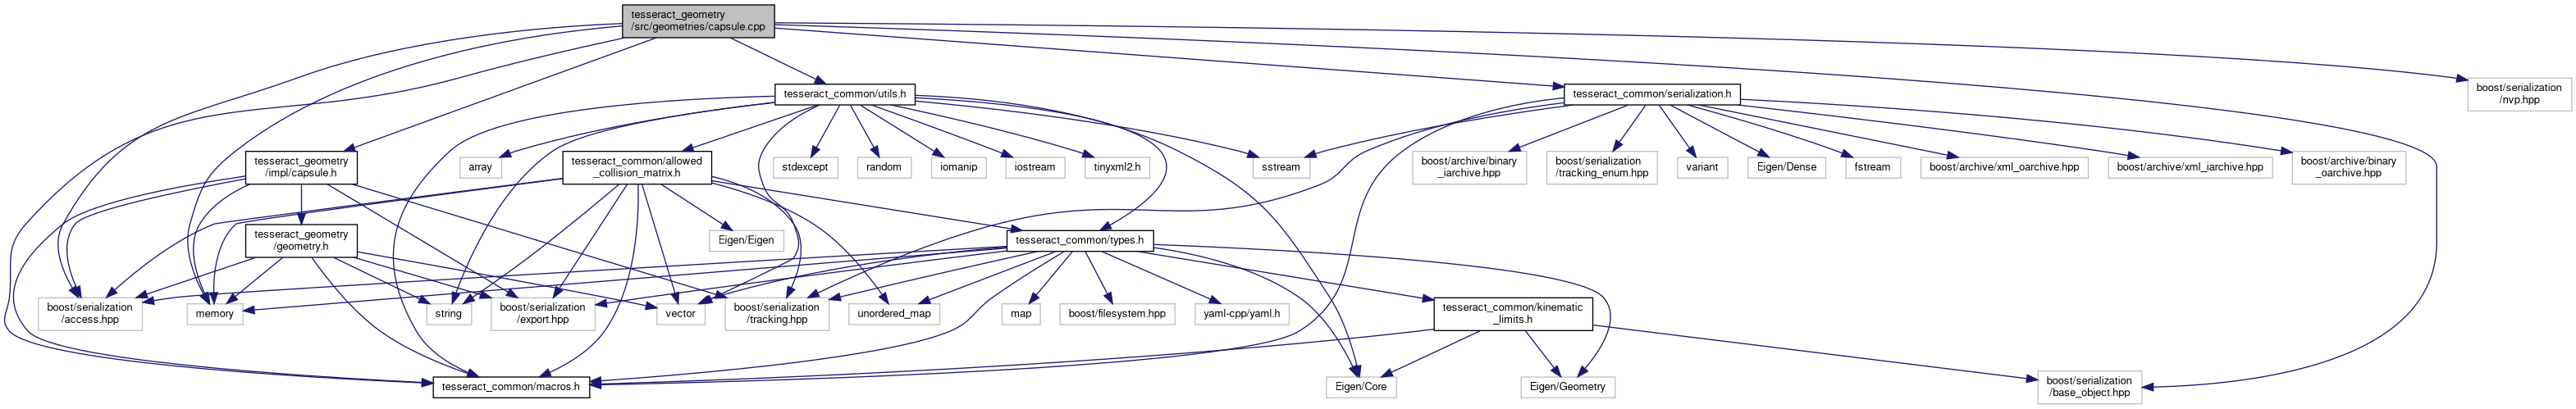 tesseract_geometry
/src/geometries/capsule.cpp
tesseract_common/utils.h
tesseract_common/serialization.h
boost/serialization
/nvp.hpp
tesseract_geometry
/impl/capsule.h
array
tesseract_common/allowed
_collision_matrix.h
stdexcept
random
iomanip
iostream
tinyxml2.h
sstream
boost/archive/binary
_iarchive.hpp
boost/serialization
/tracking_enum.hpp
variant
Eigen/Dense
fstream
boost/archive/xml_oarchive.hpp
boost/archive/xml_iarchive.hpp
boost/archive/binary
_oarchive.hpp
tesseract_geometry
/geometry.h
Eigen/Eigen
tesseract_common/types.h
boost/serialization
/access.hpp
memory
string
boost/serialization
/export.hpp
vector
boost/serialization
/tracking.hpp
unordered_map
map
boost/filesystem.hpp
yaml-cpp/yaml.h
tesseract_common/kinematic
_limits.h
tesseract_common/macros.h
Eigen/Core
Eigen/Geometry
boost/serialization
/base_object.hpp